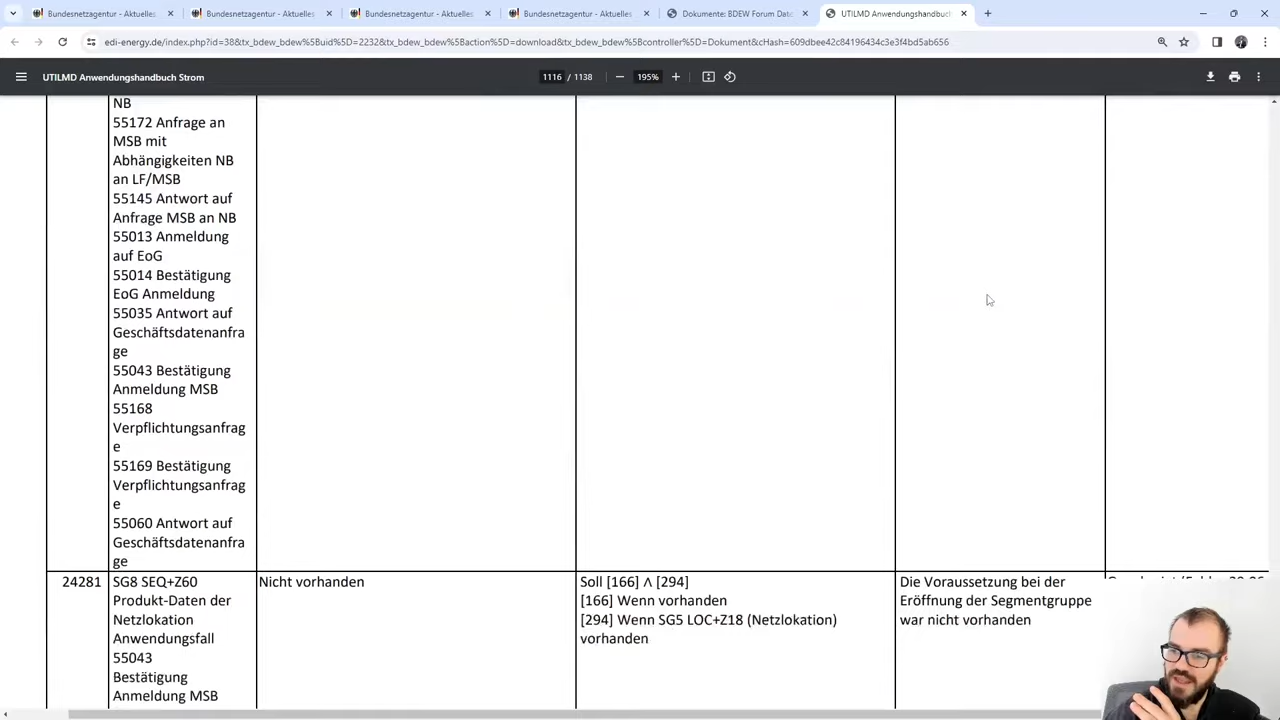 Bundesnetzagentur - Aktuelles
Bundesnetzagentur - Aktuelles
Bundesnetzagentur - Aktuelles
Bundesnetzagentur - Aktuelles
Dokumente: BDEW Forum Date
UTILMD Anwendungshandbuch
edi-energy.de/index.php?id=38&tx_bdew_bdew%5Buid%5D=2232&tx_bdew_bdew%5Baction%5D=download&tx_bdew_bdew%5Bcontroller%5D=Dokument&cHash=609dbee42c84196434c3e3f4bd5ab656
UTILMD Anwendungshandbuch Strom
1116 / 1138
195%
NB
55172 Anfrage an
MSB mit
Abhängigkeiten NB
an LF/MSB
55145 Antwort auf
Anfrage MSB an NB
55013 Anmeldung
auf EoG
55014 Bestätigung
EoG Anmeldung
55035 Antwort auf
Geschäftsdatenanfra
ge
55043 Bestätigung
Anmeldung MSB
55168
Verpflichtungsanfrag
e
55169 Bestätigung
Verpflichtungsanfrag
e
55060 Antwort auf
Geschäftsdatenanfra
ge
24281
SG8 SEQ+Z60
Produkt-Daten der
Netzlokation
Anwendungsfall
55043
Bestätigung
Anmeldung MSB
Nicht vorhanden
Soll [166] ∧ [294]
[166] Wenn vorhanden
[294] Wenn SG5 LOC+Z18 (Netzlokation)
vorhanden
Die Voraussetzung bei der
Eröffnung der Segmentgruppe
war nicht vorhanden